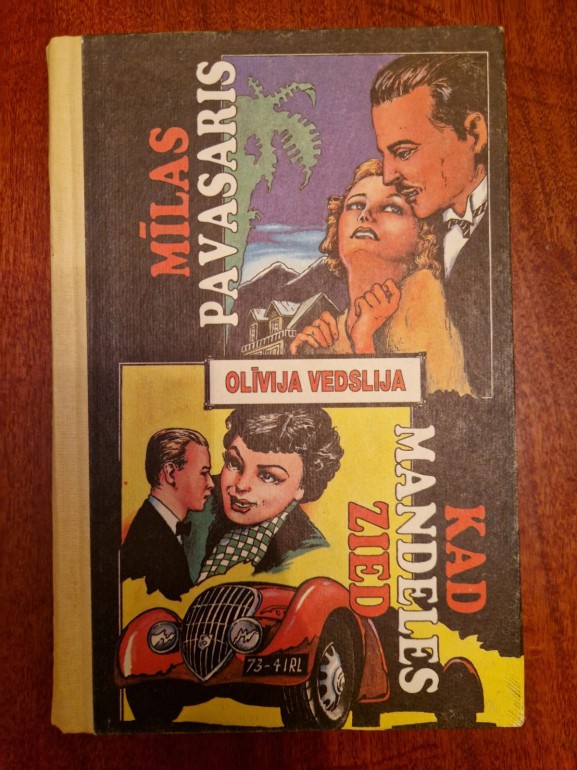 MĪLAS
PAVASARIS
OLĪVIJA VEDSLIJA
KAD
MANDELES
ZIED
73-41RL